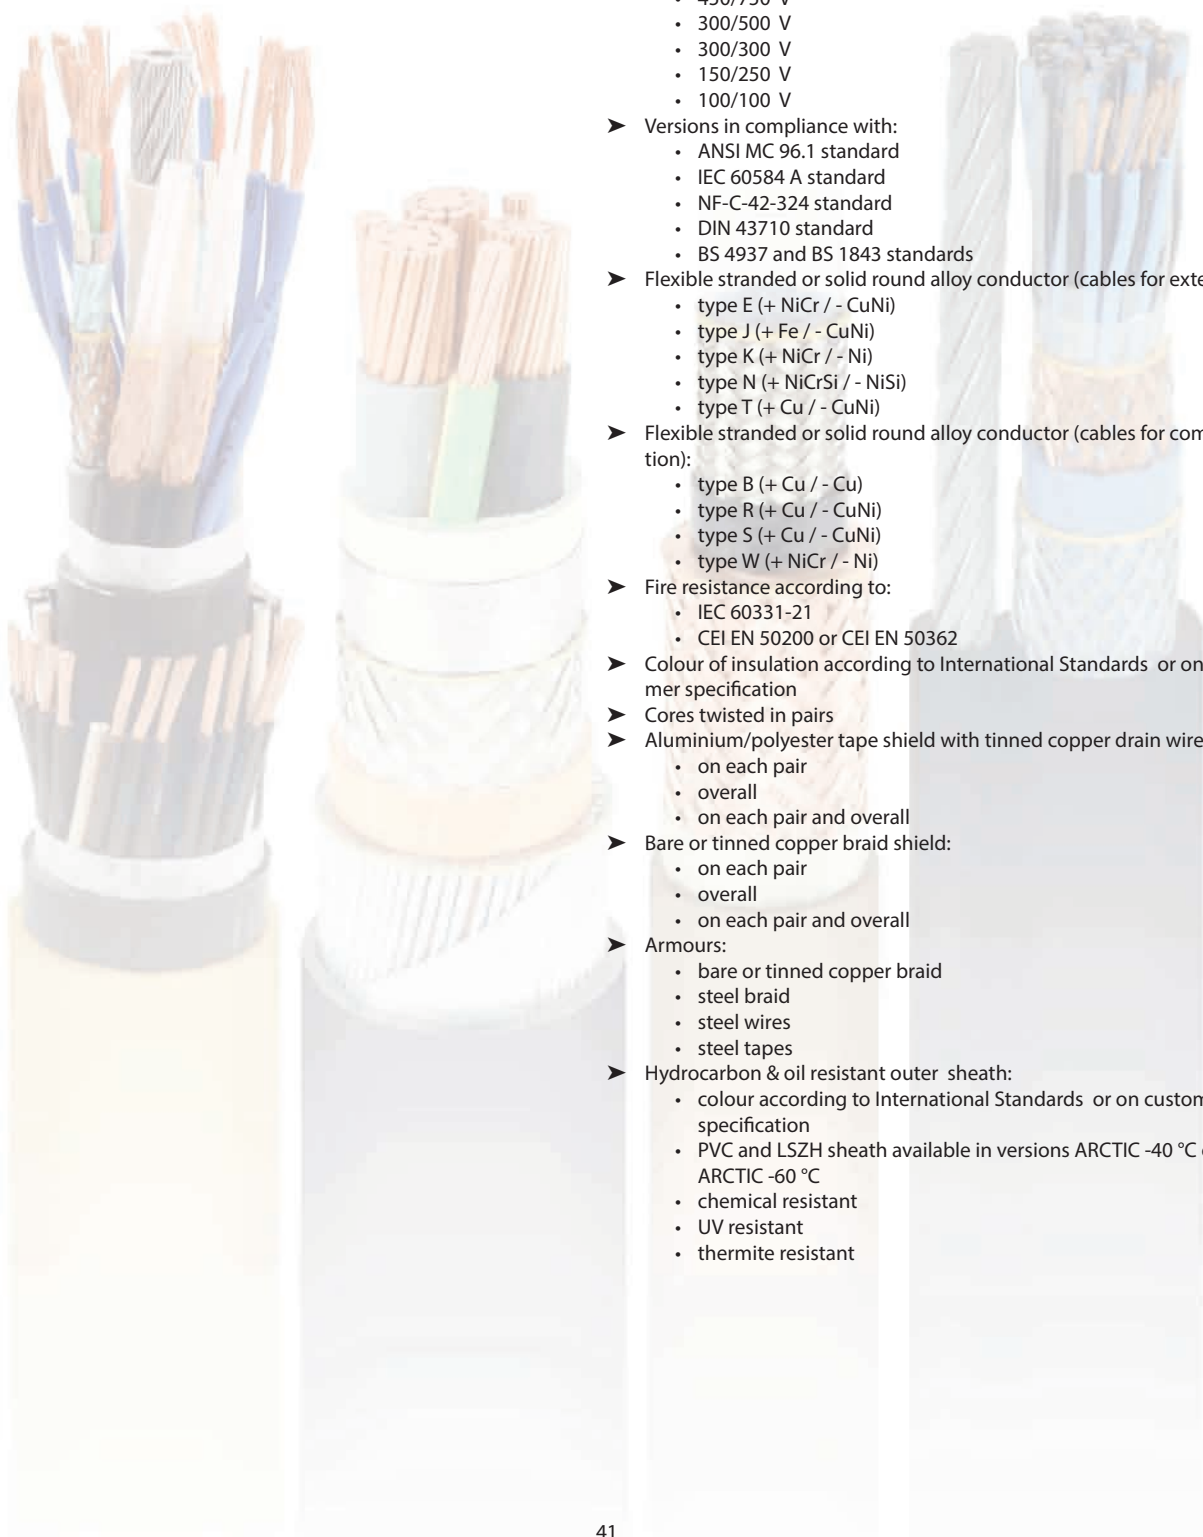 • 450/750 V
• 300/500 V
• 300/300 V
• 150/250 V
• 100/100 V
➤ Versions in compliance with:
• ANSI MC 96.1 standard
• IEC 60584 A standard
• NF-C-42-324 standard
• DIN 43710 standard
• BS 4937 and BS 1843 standards
➤ Flexible stranded or solid round alloy conductor (cables for exte
• type E (+ NiCr / - CuNi)
• type J (+ Fe / - CuNi)
• type K (+ NiCr / - Ni)
• type N (+ NiCrSi / - NiSi)
• type T (+ Cu / - CuNi)
➤ Flexible stranded or solid round alloy conductor (cables for com
tion):
• type B (+ Cu / - Cu)
• type R (+ Cu / - CuNi)
• type S (+ Cu / - CuNi)
• type W (+ NiCr / - Ni)
➤ Fire resistance according to:
• IEC 60331-21
• CEI EN 50200 or CEI EN 50362
➤ Colour of insulation according to International Standards or on
mer specification
➤ Cores twisted in pairs
➤ Aluminium/polyester tape shield with tinned copper drain wire
• on each pair
• overall
• on each pair and overall
➤ Bare or tinned copper braid shield:
• on each pair
• overall
• on each pair and overall
➤ Armours:
• bare or tinned copper braid
• steel braid
• steel wires
• steel tapes
➤ Hydrocarbon & oil resistant outer sheath:
• colour according to International Standards or on custom
specification
• PVC and LSZH sheath available in versions ARCTIC -40 °C
ARCTIC -60 °C
• chemical resistant
• UV resistant
• thermite resistant
41